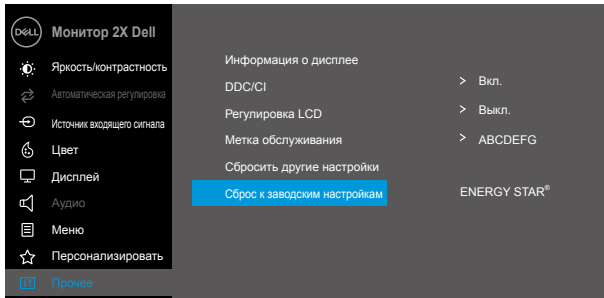 DELL
Монитор 2X Dell
Яркость/контрастность
Автоматическая регулировка
Источник входящего сигнала
Цвет
Дисплей
Аудио
Меню
Персонализировать
Прочее
Информация о дисплее
DDC/CI > Вкл.
Регулировка LCD > Выкл.
Метка обслуживания > ABCDEFG
Сбросить другие настройки
Сброс к заводским настройкам ENERGY STAR®